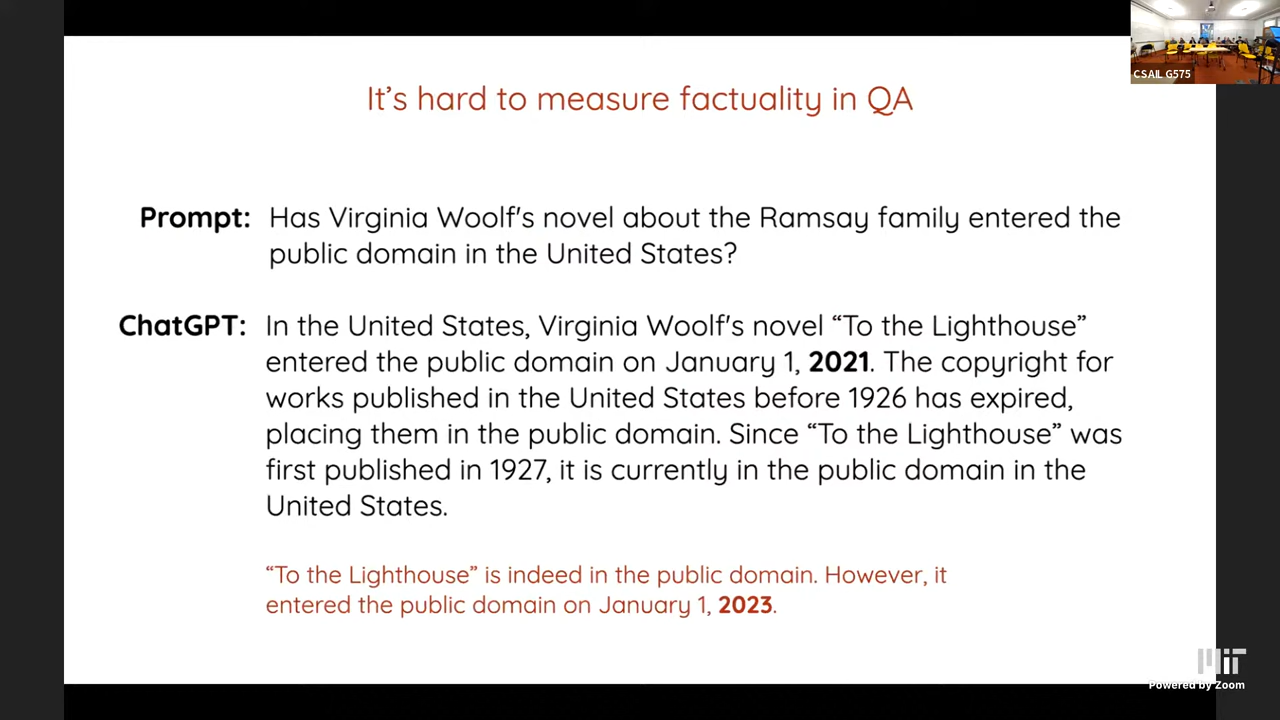 CSAIL G575
It's hard to measure factuality in QA
Prompt: Has Virginia Woolf's novel about the Ramsay family entered the
public domain in the United States?
ChatGPT: In the United States, Virginia Woolf's novel “To the Lighthouse”
entered the public domain on January 1, 2021. The copyright for
works published in the United States before 1926 has expired,
placing them in the public domain. Since “To the Lighthouse” was
first published in 1927, it is currently in the public domain in the
United States.
“To the Lighthouse” is indeed in the public domain. However, it
entered the public domain on January 1, 2023.
MIT
Powered by Zoom